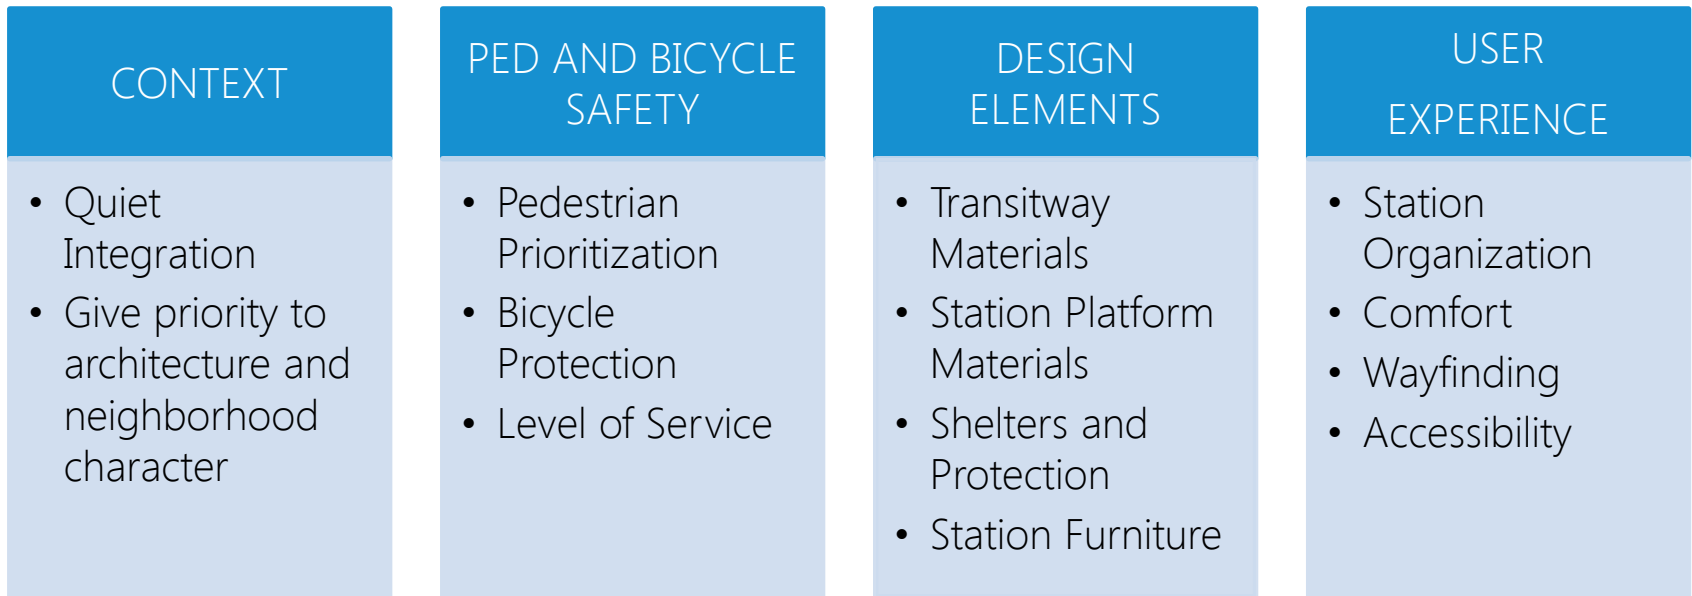 CONTEXT
• Quiet
Integration
• Give priority to
architecture and
neighborhood
character
PED AND BICYCLE
SAFETY
• Pedestrian
Prioritization
• Bicycle
Protection
• Level of Service
DESIGN
ELEMENTS
• Transitway
Materials
• Station Platform
Materials
• Shelters and
Protection
• Station Furniture
USER
EXPERIENCE
• Station
Organization
• Comfort
• Wayfinding
• Accessibility